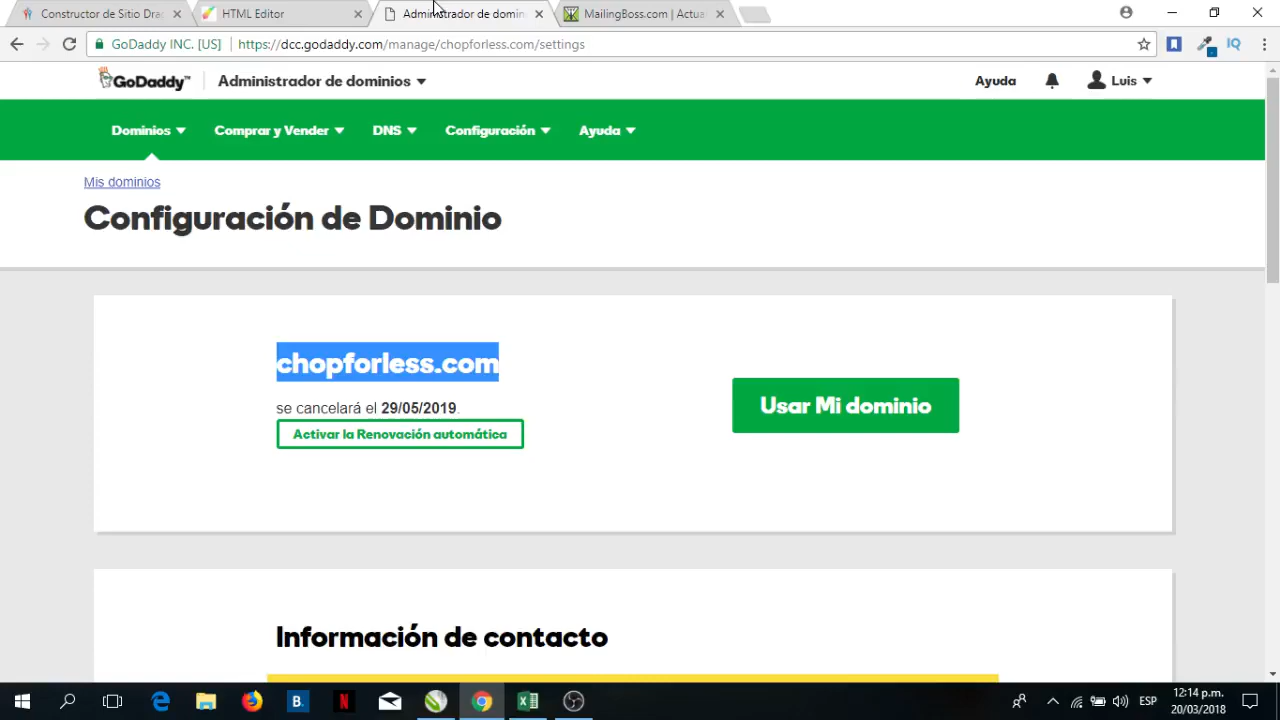 Constructor de Sitio Drag
HTML Editor
Administrador de domin
MailingBoss.com | Actua
GoDaddy INC. [US]
https://dcc.godaddy.com/manage/chopforless.com/settings
IQ
GoDaddy™
Administrador de dominios
Ayuda
Luis
Dominios
Comprar y Vender
DNS
Configuración
Ayuda
Mis dominios
Configuración de Dominio
chopforless.com
se cancelará el 29/05/2019.
Activar la Renovación automática
Usar Mi dominio
Información de contacto
B.
N
ESP
12:14 p.m.
20/03/2018